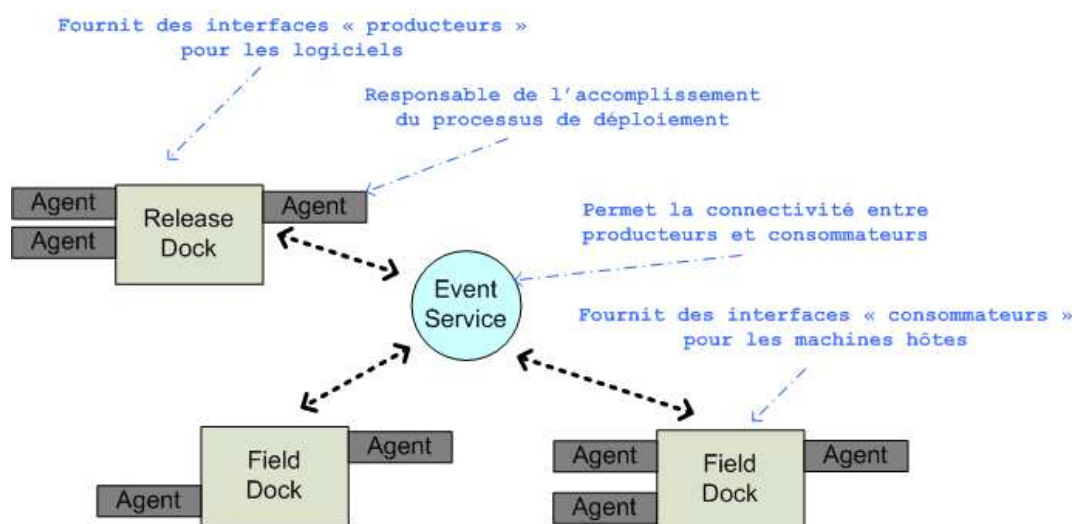 Fournit des interfaces « producteurs »
pour les logiciels
Responsable de l'accomplissement
du processus de déploiement
Agent
Agent
Release
Dock
Agent
Permet la connectivité entre
producteurs et consommateurs
Event
Service
Fournit des interfaces « consommateurs »
pour les machines hôtes
Agent
Field
Dock
Agent
Agent
Agent
Field
Dock
Agent